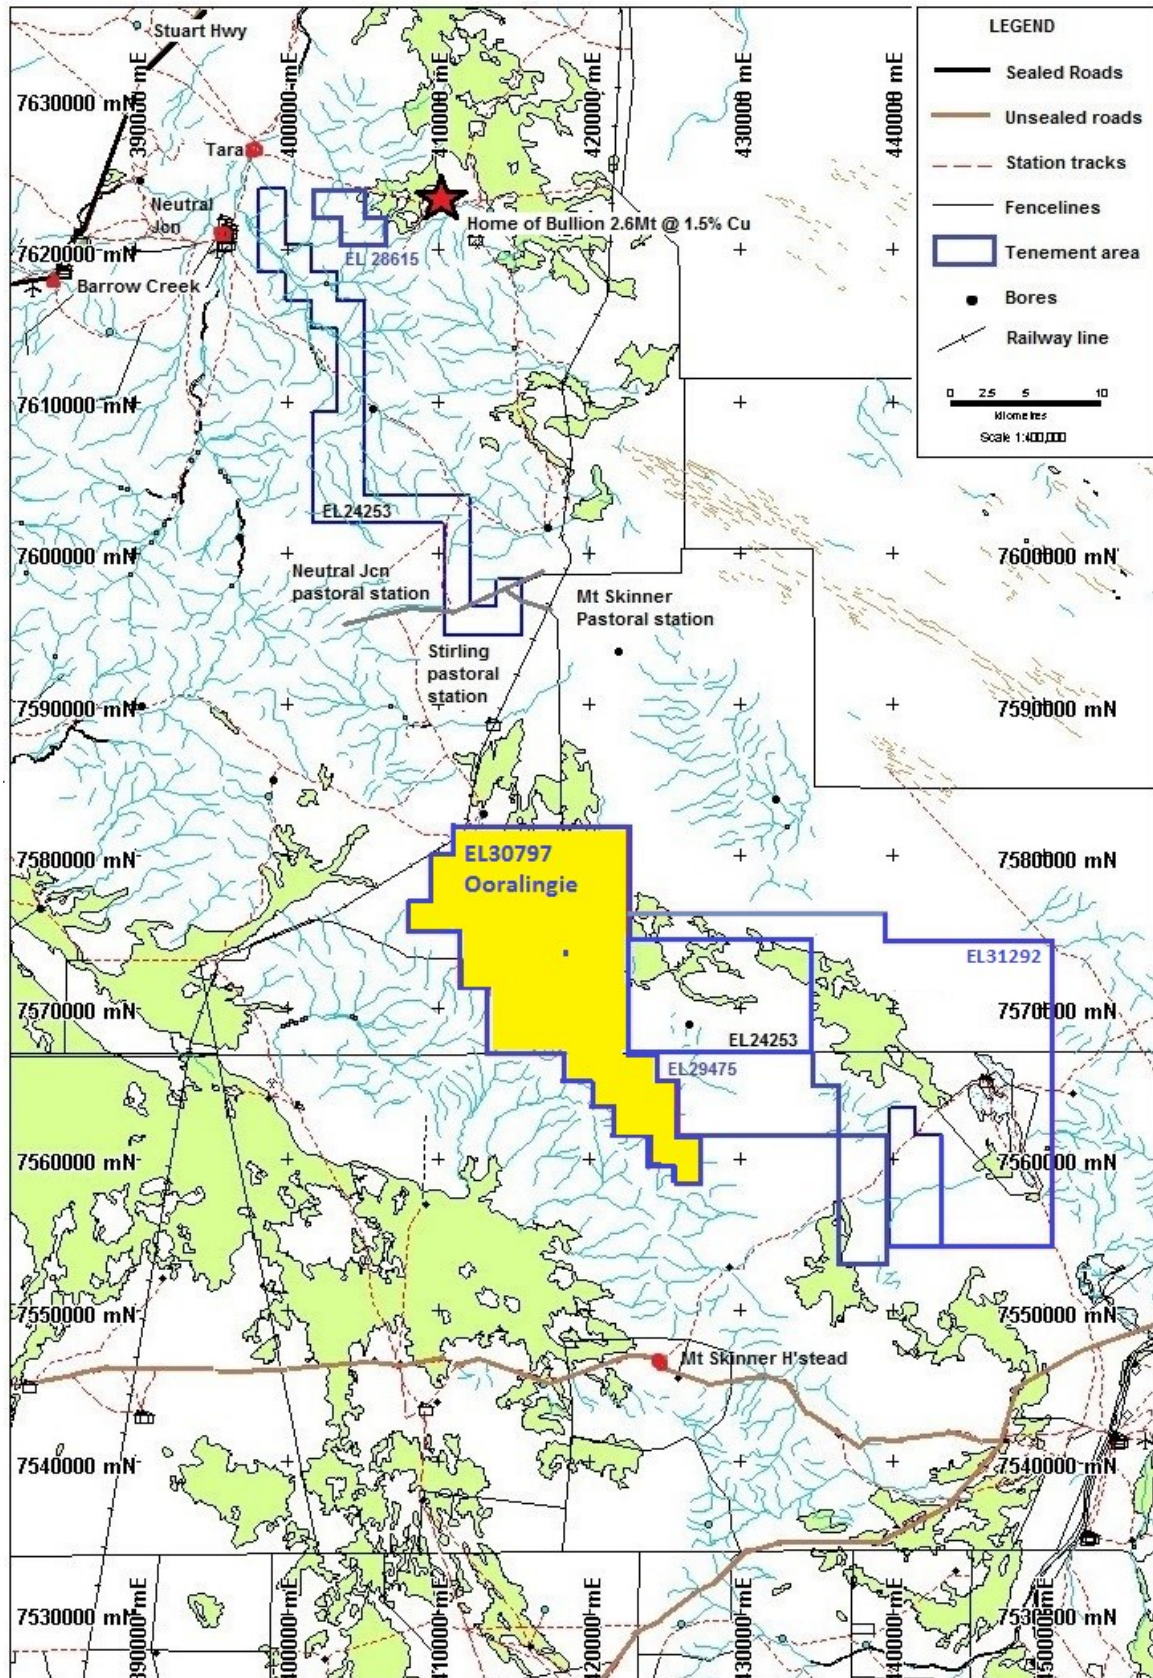 Stuart Hwy
LEGEND
Sealed Roads
Unsealed roads
Station tracks
Fencelines
Tenement area
Bores
Railway line
0 2.5 5 10
kilometres
Scale 1:400,000
390000 mE
400000 mE
410000 mE
420000 mE
430000 mE
440000 mE
7630000 mN
Tara
Neutral
Jcn
Home of Bullion 2.6Mt @ 1.5% Cu
7620000 mN
EL 28615
Barrow Creek
7610000 mN
EL24253
7600000 mN
7600000 mN
Neutral Jcn
pastoral station
Mt Skinner
Pastoral station
Stirling
pastoral
station
7590000 mN
7590000 mN
7580000 mN
EL30797
Ooralingie
7580000 mN
EL31292
7570000 mN
7570000 mN
EL24253
EL29475
7560000 mN
7560000 mN
7550000 mN
7550000 mN
Mt Skinner H'stead
7540000 mN
7540000 mN
7530000 mN
7530000 mN
390000 mE
400000 mE
410000 mE
420000 mE
430000 mE
440000 mE